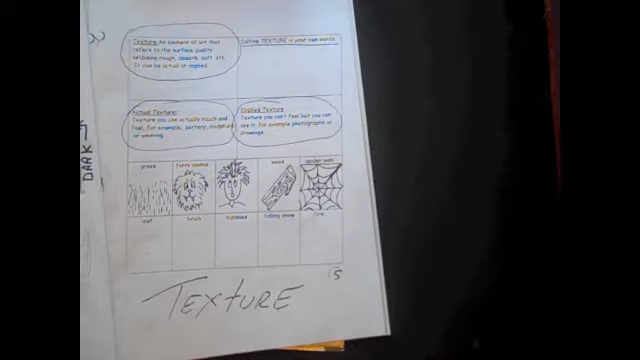 Texture: An element of art that
refers to the surface quality
Define TEXTURE in your own words.
rough, smooth, soft, etc.
It can be actual or implied.
Actual Texture:
Texture you can actually touch and
feel, for example, pottery, sculpture
or weaving.
Implied Texture
Texture you can't feel but you can
see it, for example photographs or
drawings.
DARK
grass
furry animal
wood
spider web
leaf
brick
bubbles
falling snow
fire
5
TEXTURE